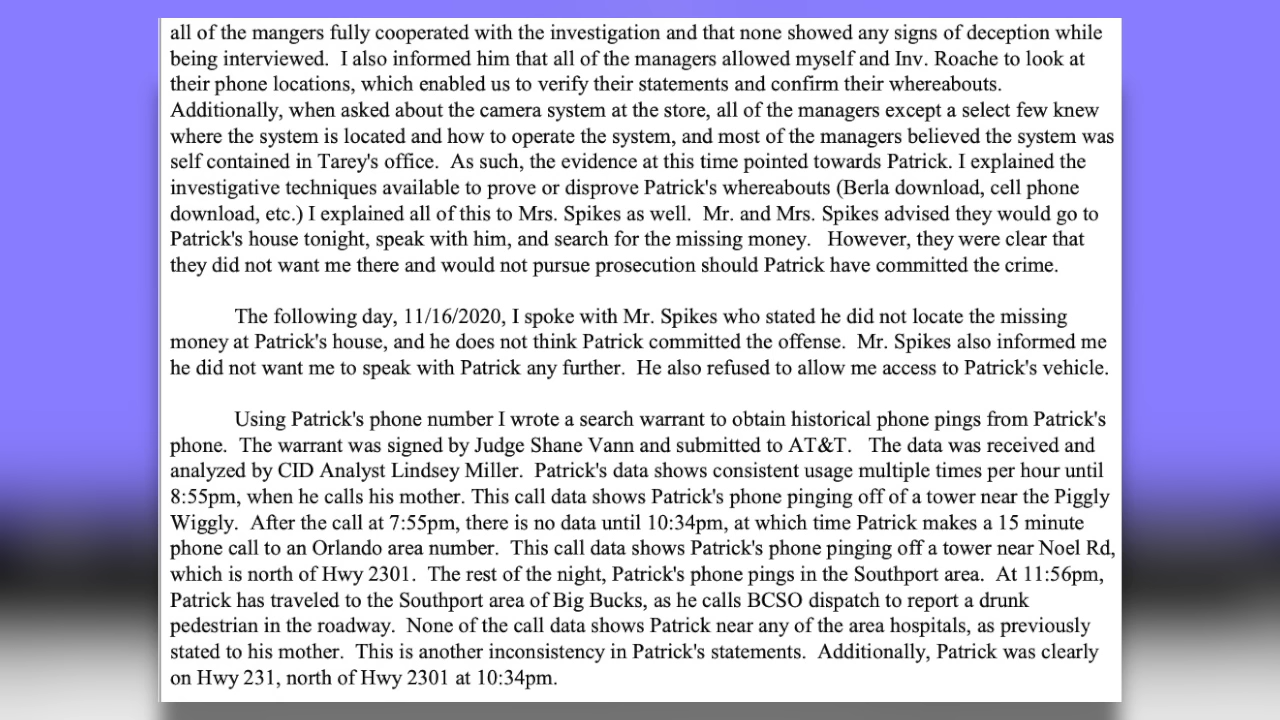 all of the mangers fully cooperated with the investigation and that none showed any signs of deception while
being interviewed.  I also informed him that all of the managers allowed myself and Inv. Roache to look at
their phone locations, which enabled us to verify their statements and confirm their whereabouts.
Additionally, when asked about the camera system at the store, all of the managers except a select few knew
where the system is located and how to operate the system, and most of the managers believed the system was
self contained in Tarey's office.  As such, the evidence at this time pointed towards Patrick. I explained the
investigative techniques available to prove or disprove Patrick's whereabouts (Berla download, cell phone
download, etc.) I explained all of this to Mrs. Spikes as well.  Mr. and Mrs. Spikes advised they would go to
Patrick's house tonight, speak with him, and search for the missing money.   However, they were clear that
they did not want me there and would not pursue prosecution should Patrick have committed the crime.
The following day, 11/16/2020, I spoke with Mr. Spikes who stated he did not locate the missing
money at Patrick's house, and he does not think Patrick committed the offense.  Mr. Spikes also informed me
he did not want me to speak with Patrick any further.  He also refused to allow me access to Patrick's vehicle.
Using Patrick's phone number I wrote a search warrant to obtain historical phone pings from Patrick's
phone.  The warrant was signed by Judge Shane Vann and submitted to AT&T.   The data was received and
analyzed by CID Analyst Lindsey Miller.  Patrick's data shows consistent usage multiple times per hour until
8:55pm, when he calls his mother. This call data shows Patrick's phone pinging off of a tower near the Piggly
Wiggly.  After the call at 7:55pm, there is no data until 10:34pm, at which time Patrick makes a 15 minute
phone call to an Orlando area number.  This call data shows Patrick's phone pinging off a tower near Noel Rd,
which is north of Hwy 2301.  The rest of the night, Patrick's phone pings in the Southport area.  At 11:56pm,
Patrick has traveled to the Southport area of Big Bucks, as he calls BCSO dispatch to report a drunk
pedestrian in the roadway.  None of the call data shows Patrick near any of the area hospitals, as previously
stated to his mother.  This is another inconsistency in Patrick's statements.  Additionally, Patrick was clearly
on Hwy 231, north of Hwy 2301 at 10:34pm.